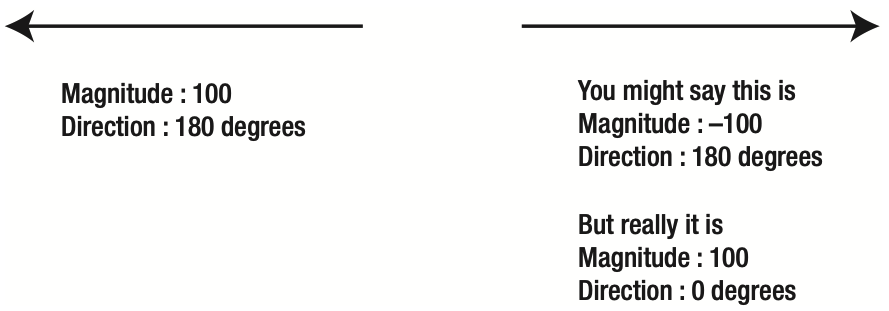 Magnitude : 100
Direction : 180 degrees
You might say this is
Magnitude : –100
Direction : 180 degrees
But really it is
Magnitude : 100
Direction : 0 degrees